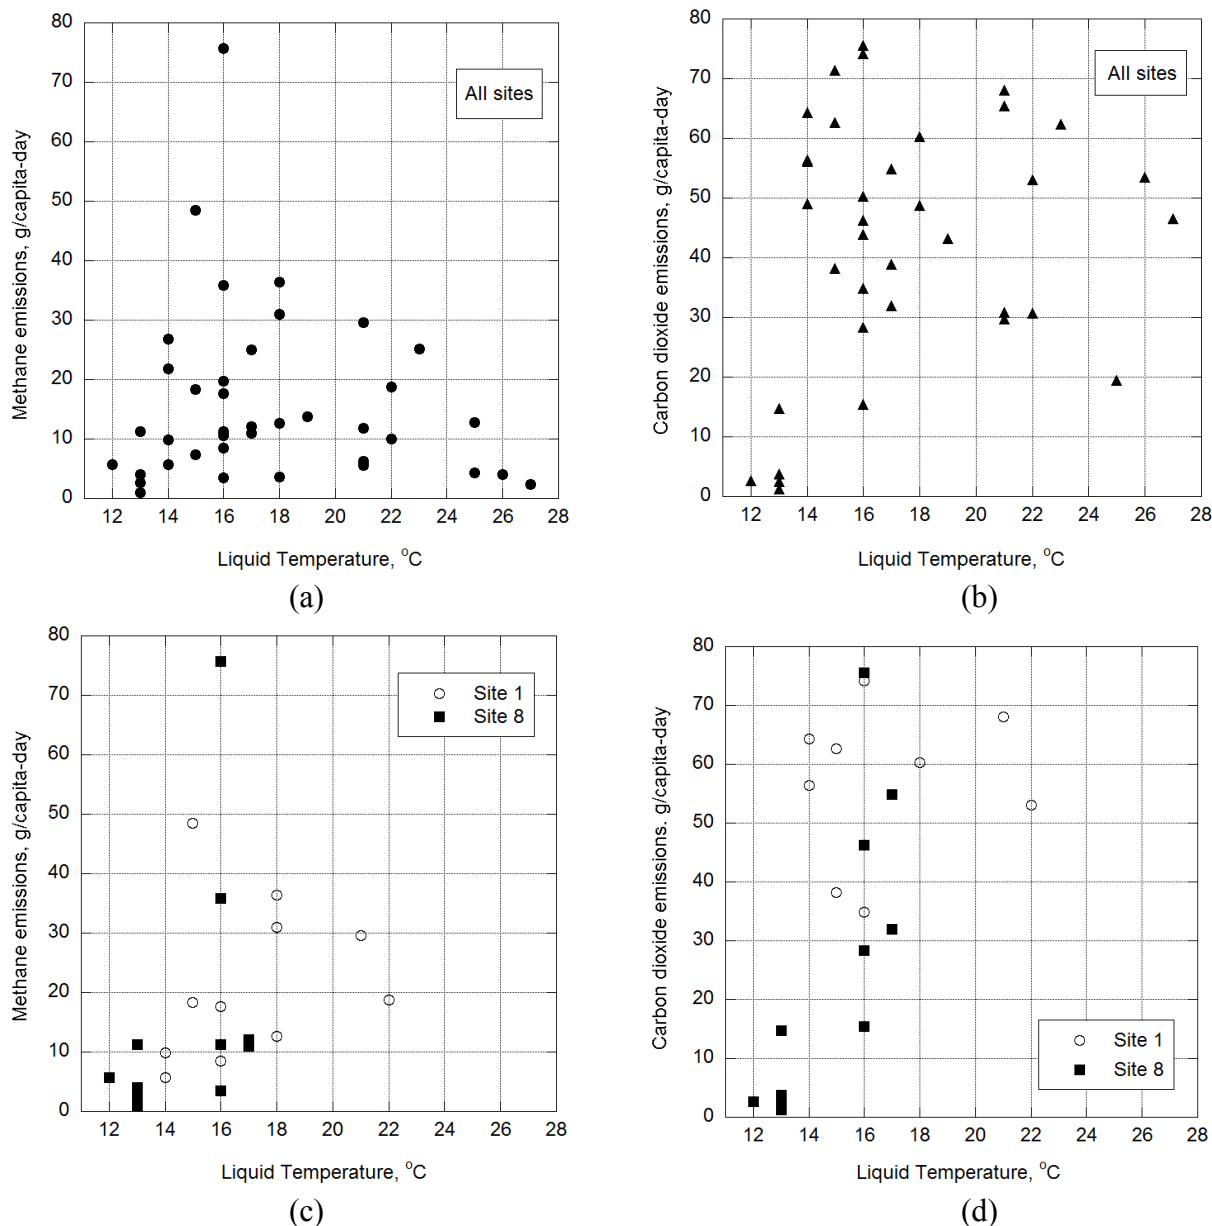 80
70
60
50
40
30
20
10
0
Methane emissions, g/capita-day
All sites
12 14 16 18 20 22 24 26 28
Liquid Temperature, °C
(a)
80
70
60
50
40
30
20
10
0
Carbon dioxide emissions, g/capita-day
All sites
12 14 16 18 20 22 24 26 28
Liquid Temperature, °C
(b)
80
70
60
50
40
30
20
10
0
Methane emissions, g/capita-day
Site 1
Site 8
12 14 16 18 20 22 24 26 28
Liquid Temperature, °C
(c)
80
70
60
50
40
30
20
10
0
Carbon dioxide emissions. g/capita-day
Site 1
Site 8
12 14 16 18 20 22 24 26 28
Liquid Temperature, °C
(d)